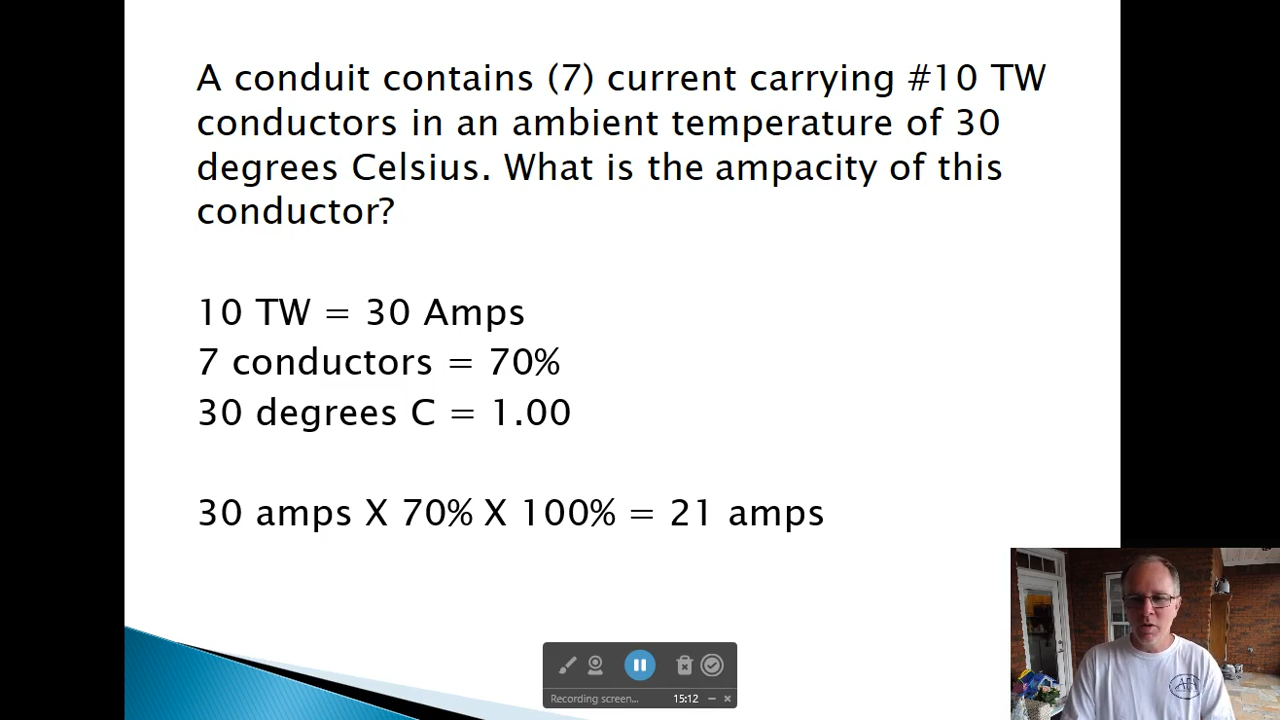 A conduit contains (7) current carrying #10 TW
conductors in an ambient temperature of 30
degrees Celsius. What is the ampacity of this
conductor?
10 TW = 30 Amps
7 conductors = 70%
30 degrees C = 1.00
30 amps X 70% X 100% = 21 amps
Recording screen... 15:12